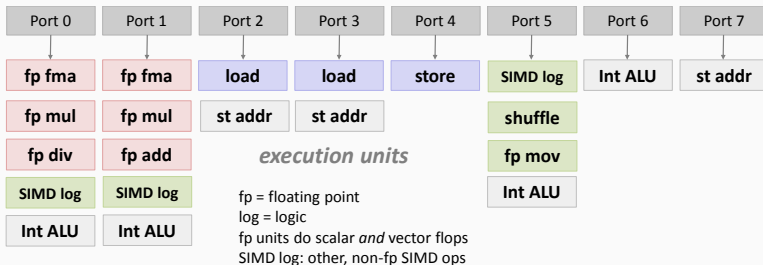 Port 0 Port 1 Port 2 Port 3 Port 4 Port 5 Port 6 Port 7
fp fma fp fma load load store SIMD log Int ALU st addr
fp mul fp mul st addr st addr shuffle
fp div fp add execution units fp mov
SIMD log SIMD log Int ALU
Int ALU Int ALU
fp = floating point
log = logic
fp units do scalar and vector flops
SIMD log: other, non-fp SIMD ops